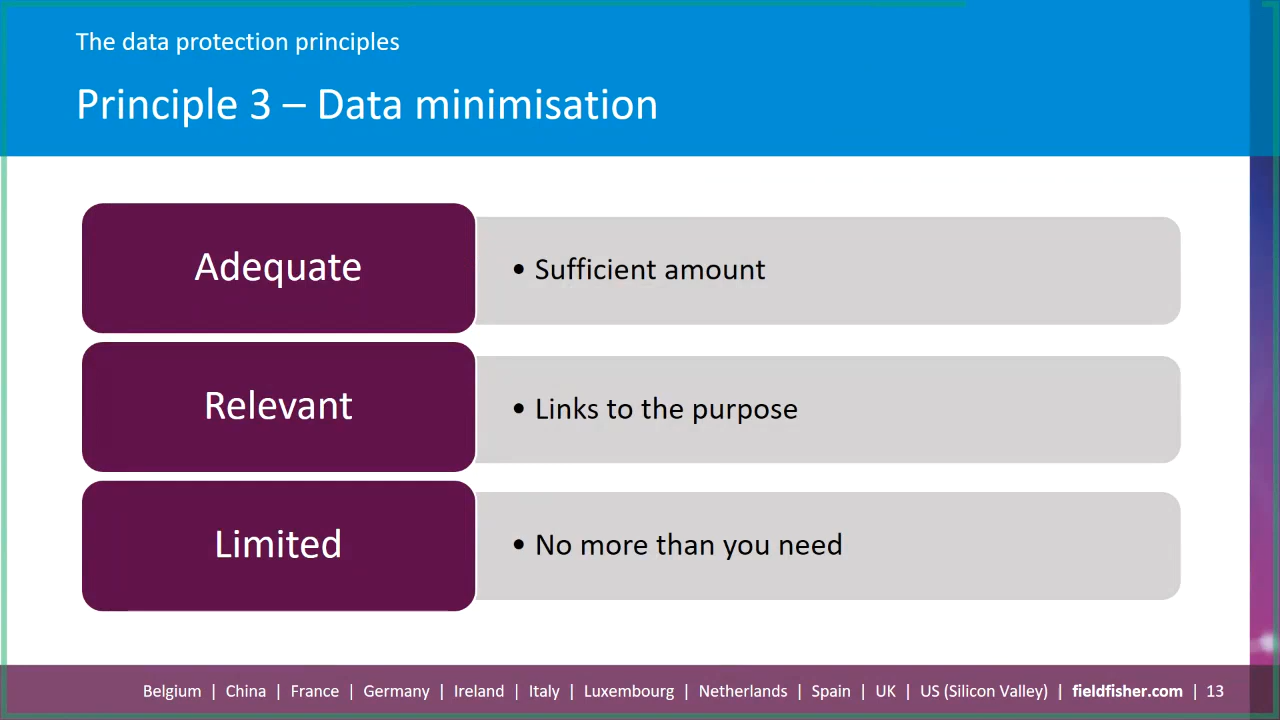 The data protection principles
Principle 3 – Data minimisation
Adequate
• Sufficient amount
Relevant
• Links to the purpose
Limited
• No more than you need
Belgium | China | France | Germany | Ireland | Italy | Luxembourg | Netherlands | Spain | UK | US (Silicon Valley) | fieldfisher.com | 13